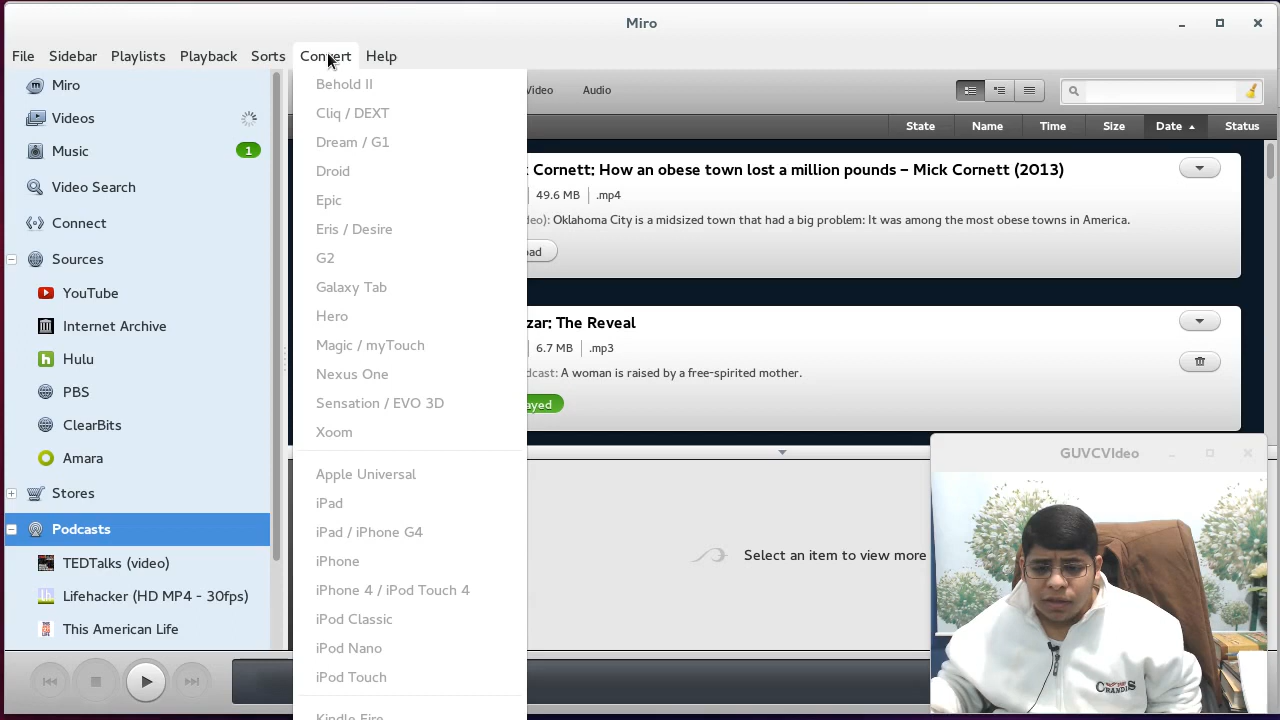 Miro
File Sidebar Playlists Playback Sorts Convert Help
Miro
Videos
Music 1
Video Search
Connect
Sources
YouTube
Internet Archive
Hulu
PBS
ClearBits
Amara
Stores
Podcasts
TEDTalks (video)
Lifehacker (HD MP4 - 30fps)
This American Life
Behold II
Cliq / DEXT
Dream / G1
Droid
Epic
Eris / Desire
G2
Galaxy Tab
Hero
Magic / myTouch
Nexus One
Sensation / EVO 3D
Xoom
Apple Universal
iPad
iPad / iPhone G4
iPhone
iPhone 4 / iPod Touch 4
iPod Classic
iPod Nano
iPod Touch
Kindle Fire
Video Audio
State Name Time Size Date Status
Cornett: How an obese town lost a million pounds – Mick Cornett (2013)
49.6 MB .mp4
deo): Oklahoma City is a midsized town that had a big problem: It was among the most obese towns in America.
oad
zar: The Reveal
6.7 MB .mp3
dcast: A woman is raised by a free-spirited mother.
ayed
Select an item to view more
GUVCVIdeo
GRANDIS